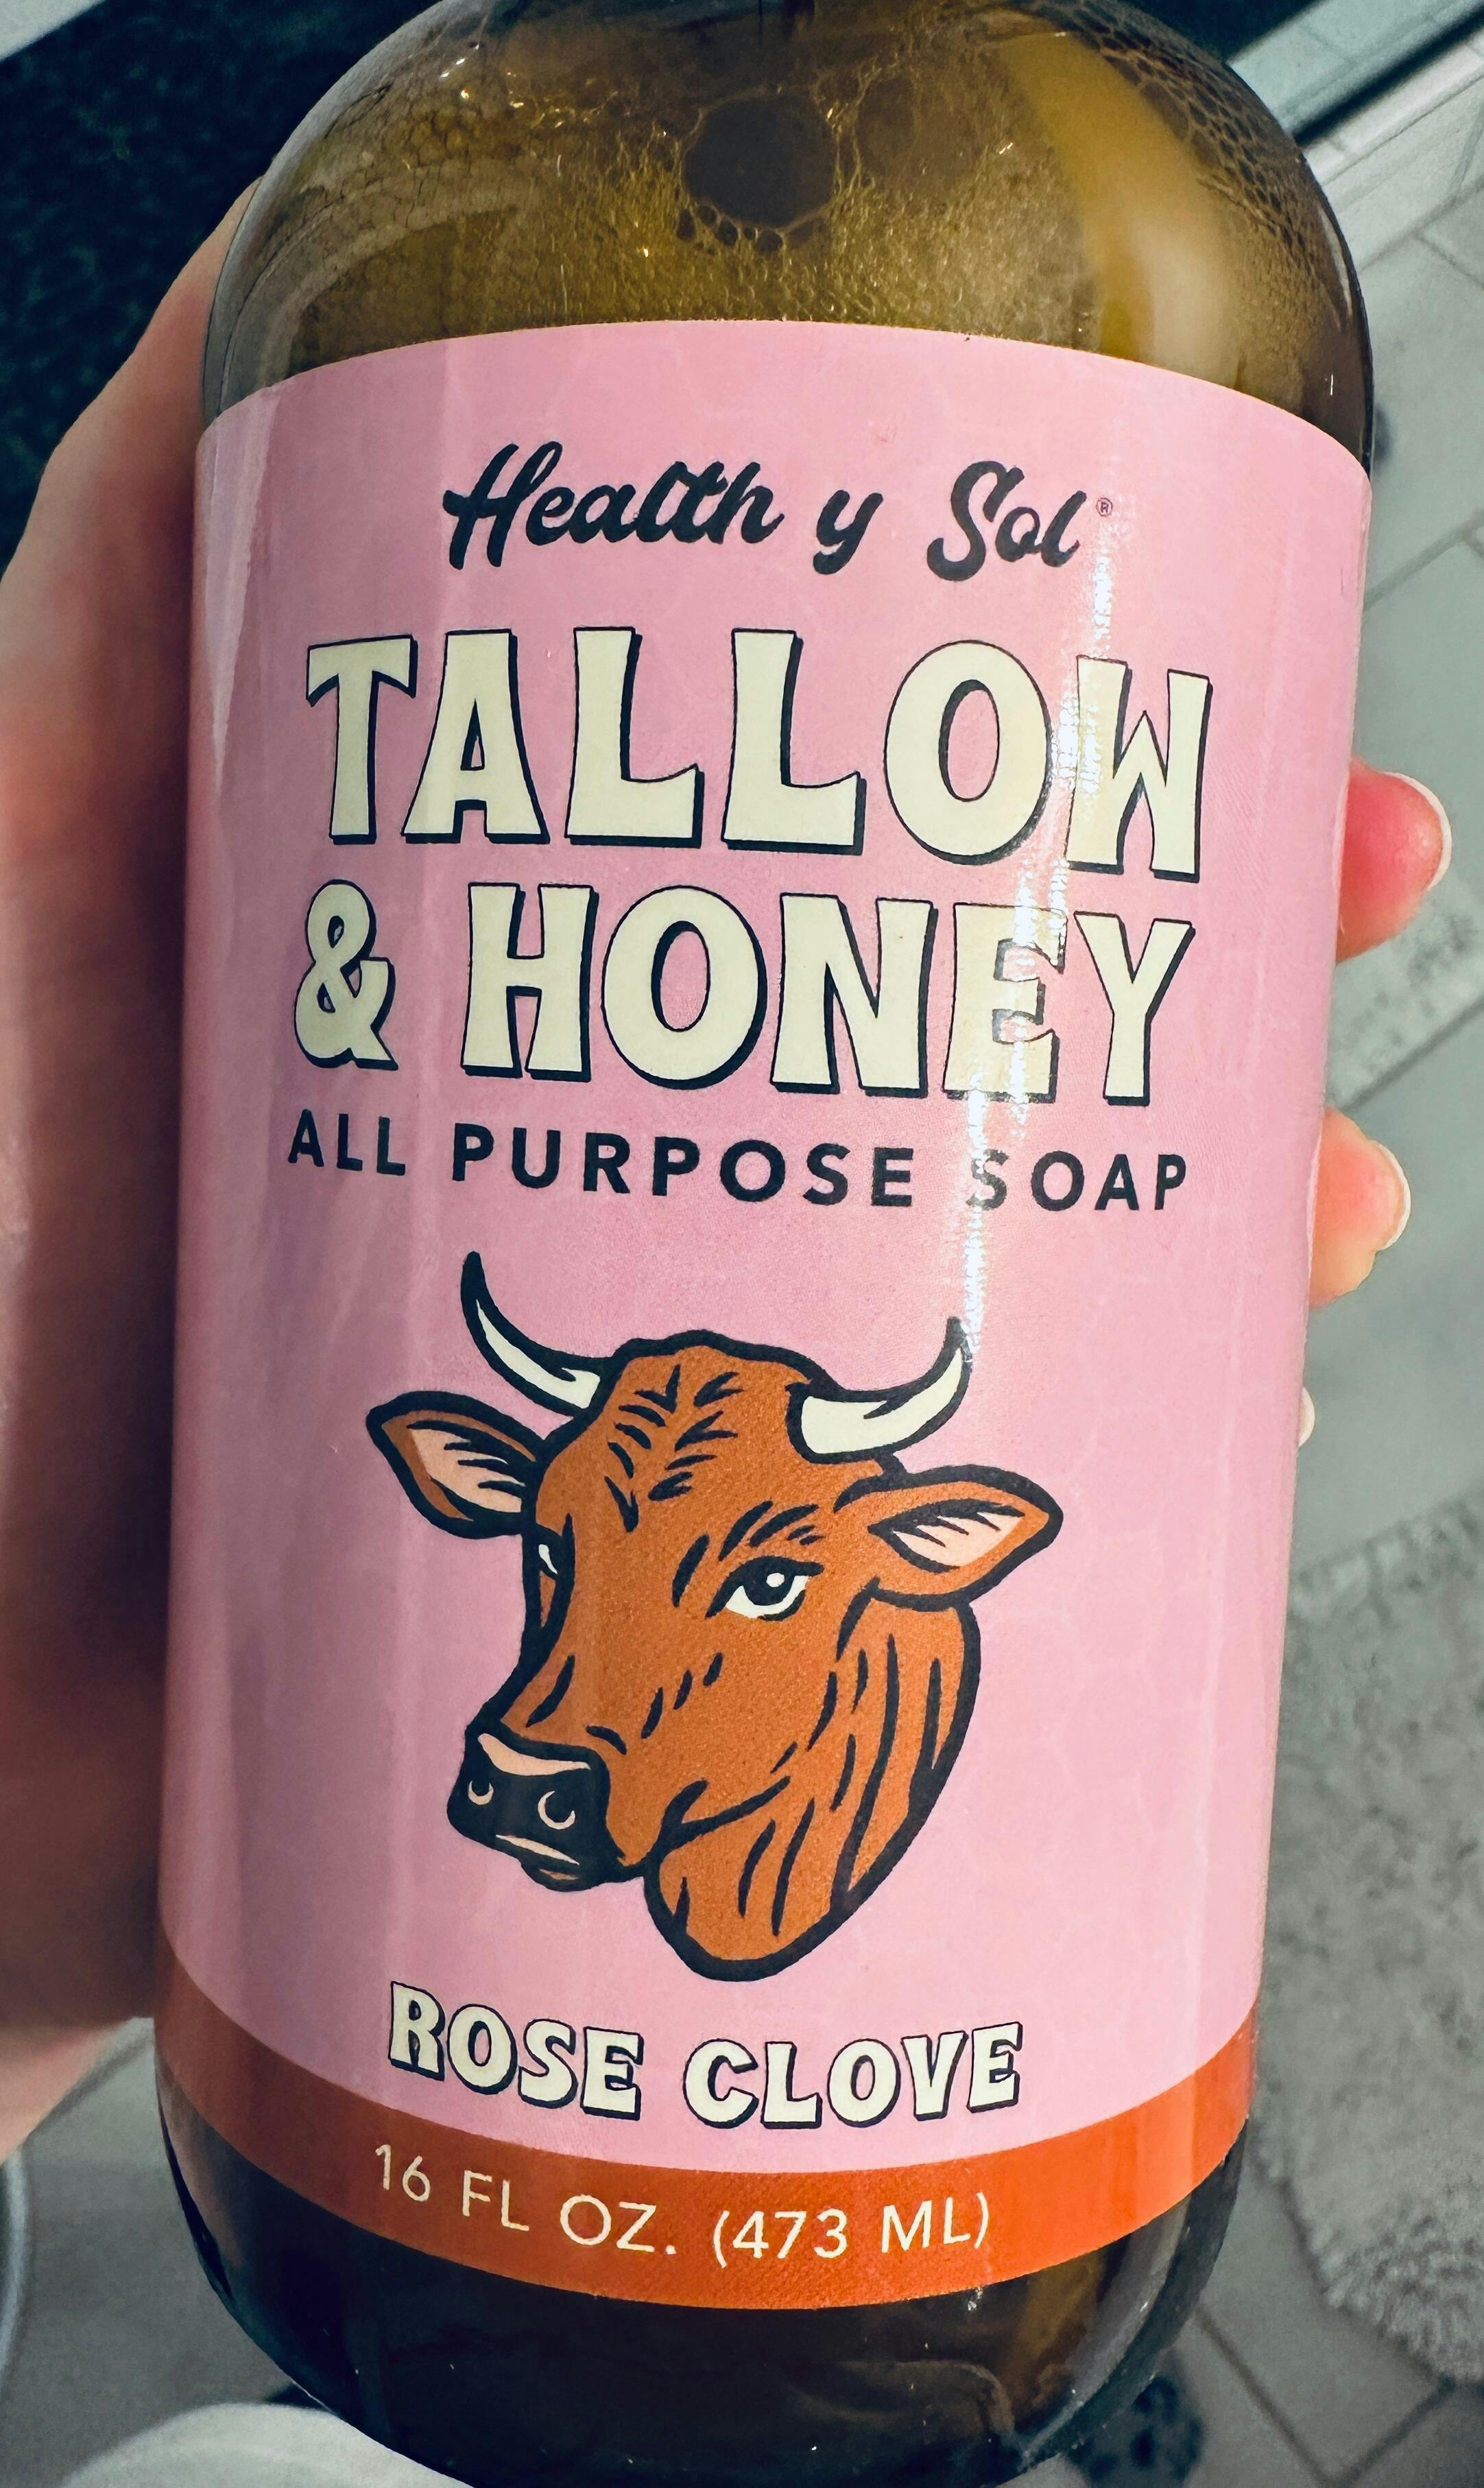 Health y Sol®
TALLOW
& HONEY
ALL PURPOSE SOAP
ROSE CLOVE
16 FL OZ. (473 ML)